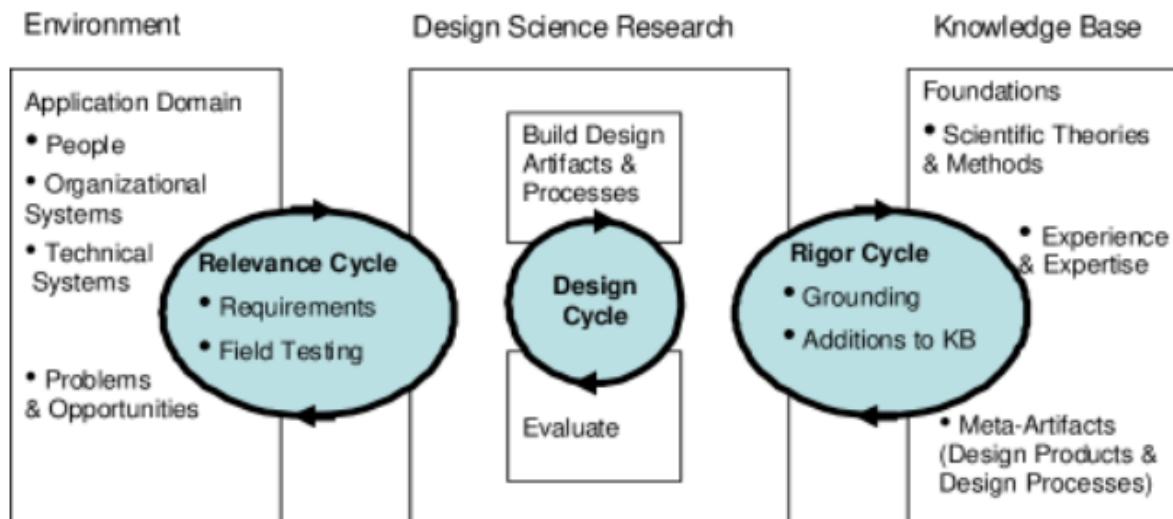 Environment
Design Science Research
Knowledge Base
Application Domain
• People
• Organizational
Systems
• Technical
Systems
• Problems
& Opportunities
Relevance Cycle
• Requirements
• Field Testing
Build Design
Artifacts &
Processes
Design
Cycle
Evaluate
Rigor Cycle
• Grounding
• Additions to KB
Foundations
• Scientific Theories
& Methods
• Experience
& Expertise
• Meta-Artifacts
(Design Products &
Design Processes)